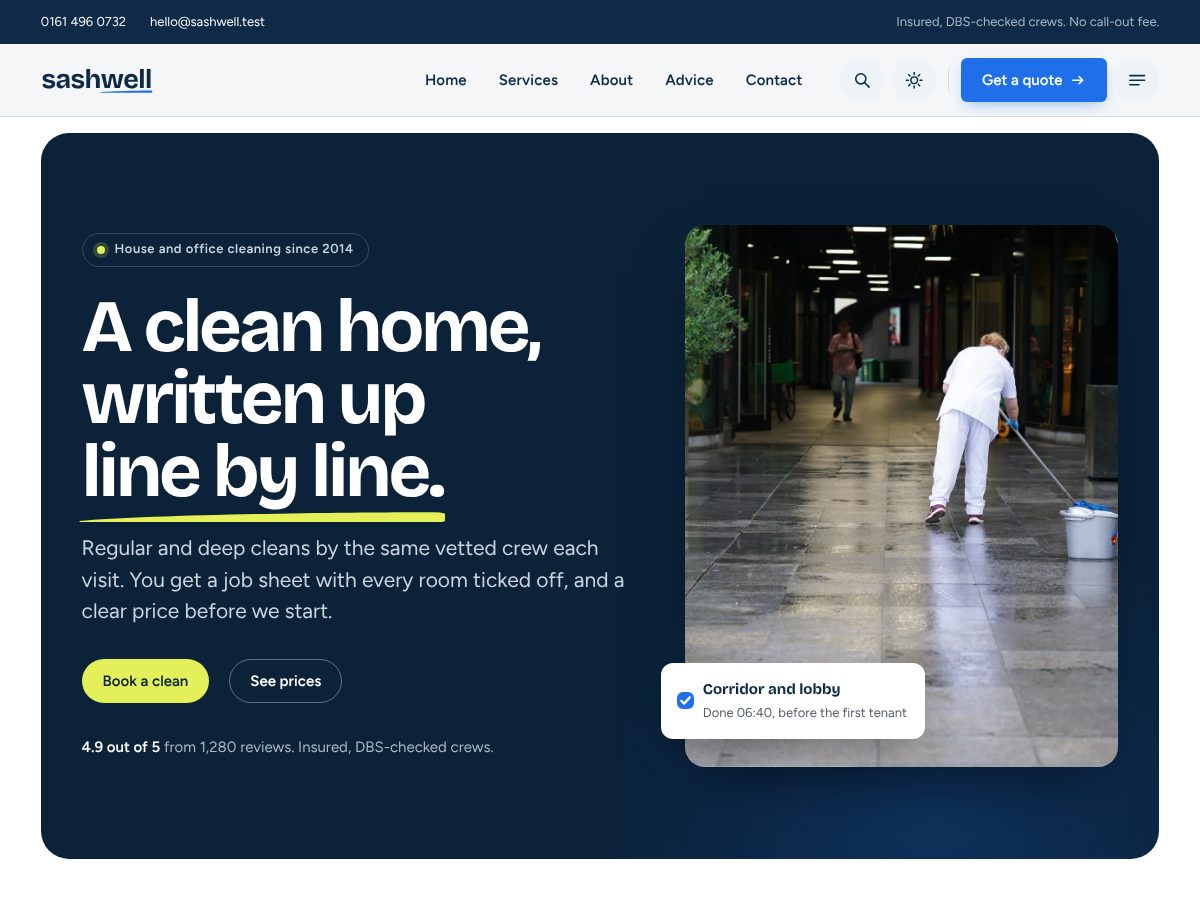 0161 496 0732
hello@sashwell.test
Insured, DBS-checked crews. No call-out fee.
sashwell
Home
Services
About
Advice
Contact
Get a quote
House and office cleaning since 2014
A clean home,
written up
line by line.
Regular and deep cleans by the same vetted crew each
visit. You get a job sheet with every room ticked off, and a
clear price before we start.
Book a clean
See prices
4.9 out of 5 from 1,280 reviews. Insured, DBS-checked crews.
Corridor and lobby
Done 06:40, before the first tenant